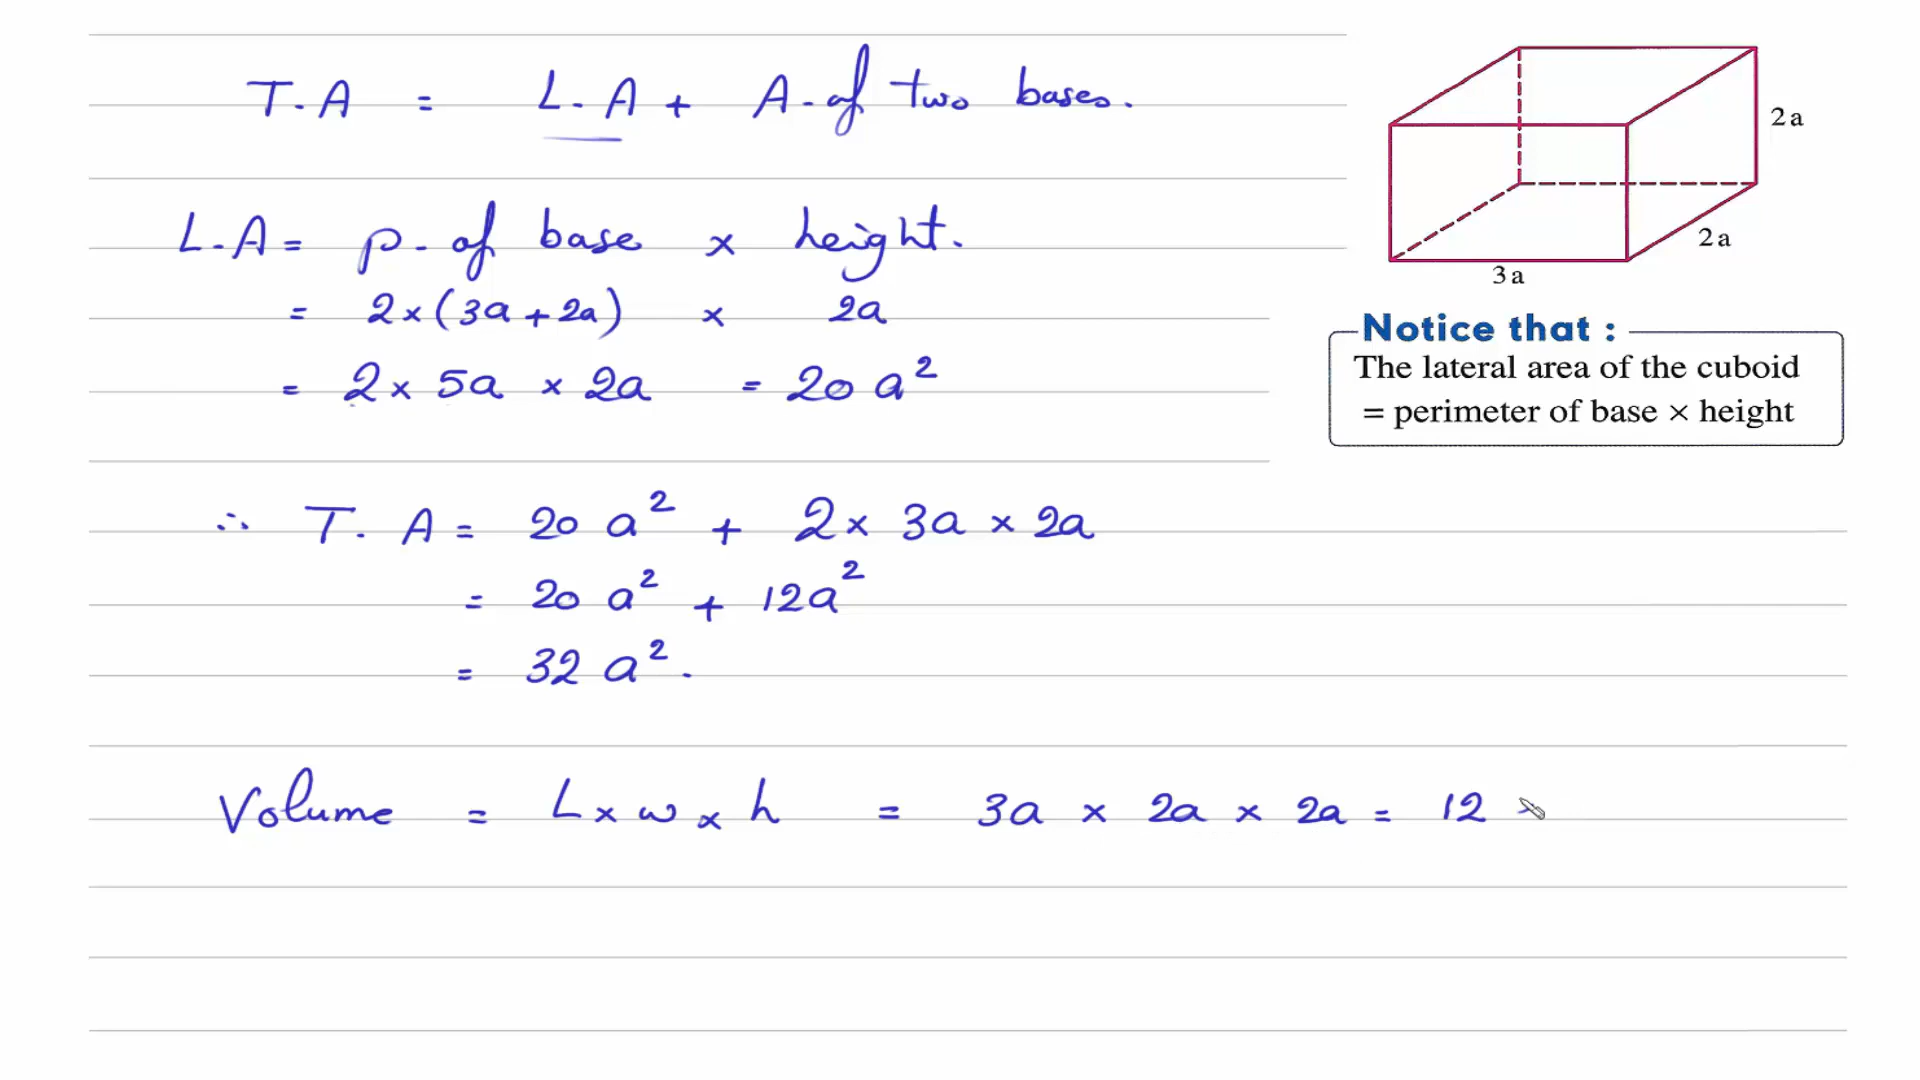 T.A = L.A + A. of two bases.
L.A = P. of base × height.
= 2 × (3a + 2a) × 2a
= 2 × 5a × 2a = 20 a²
∴ T. A = 20 a² + 2 × 3a × 2a
= 20 a² + 12a²
= 32 a².
Volume = L × w × h = 3a × 2a × 2a = 12
2a
2a
3a
Notice that :
The lateral area of the cuboid
= perimeter of base × height